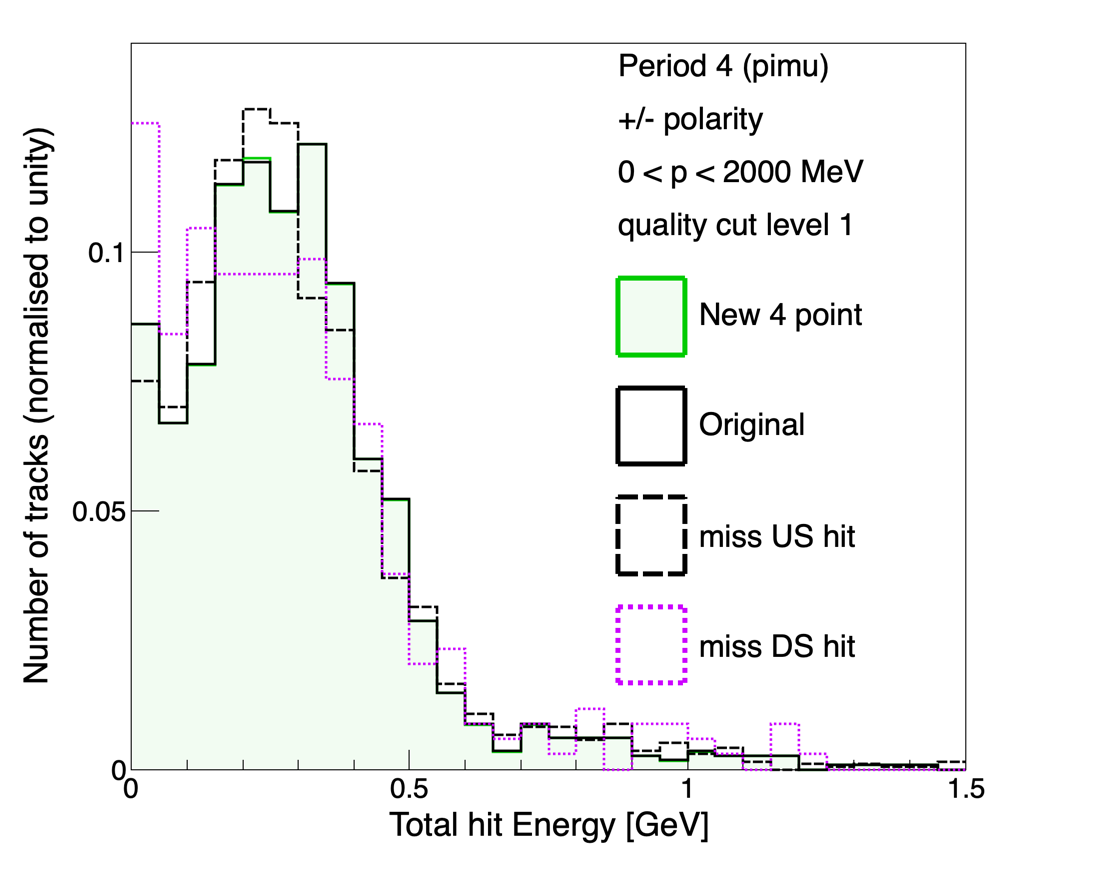 Period 4 (pimu)
+/- polarity
0 < p < 2000 MeV
quality cut level 1
New 4 point
Original
miss US hit
miss DS hit
Number of tracks (normalised to unity)
0.1
0.05
0
0
0.5
1
1.5
Total hit Energy [GeV]